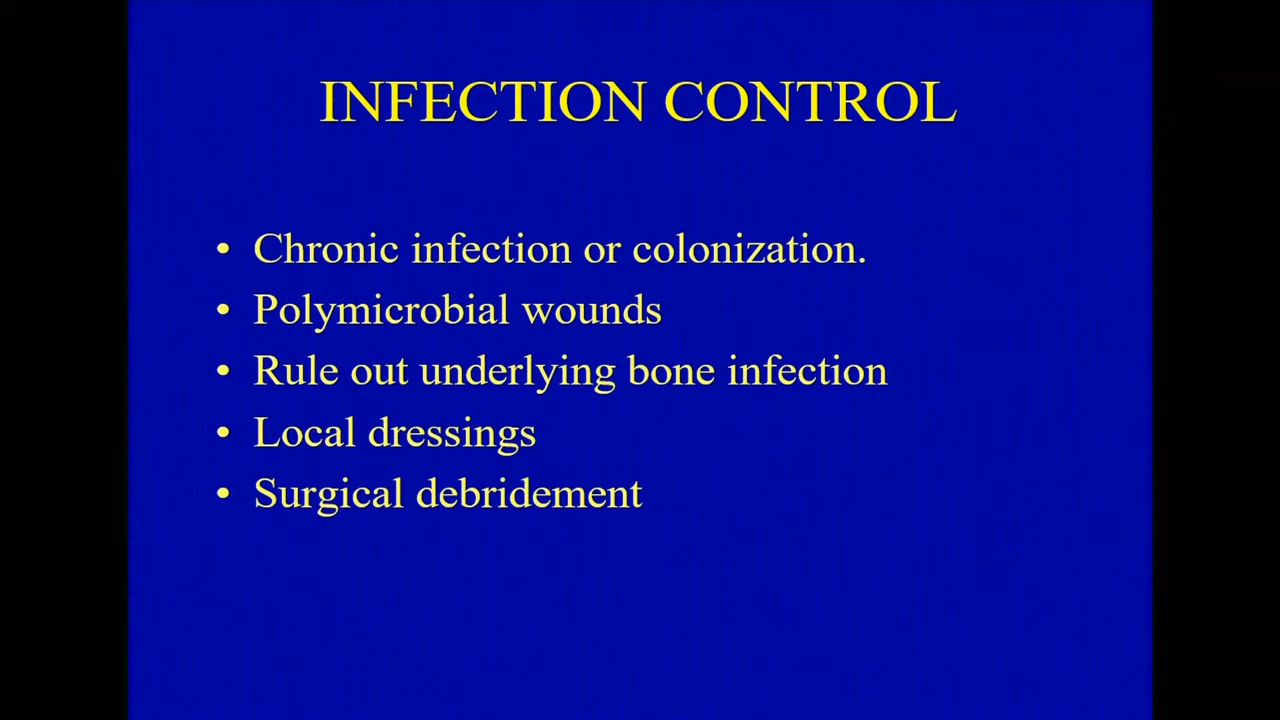 INFECTION CONTROL
• Chronic infection or colonization.
• Polymicrobial wounds
• Rule out underlying bone infection
• Local dressings
• Surgical debridement